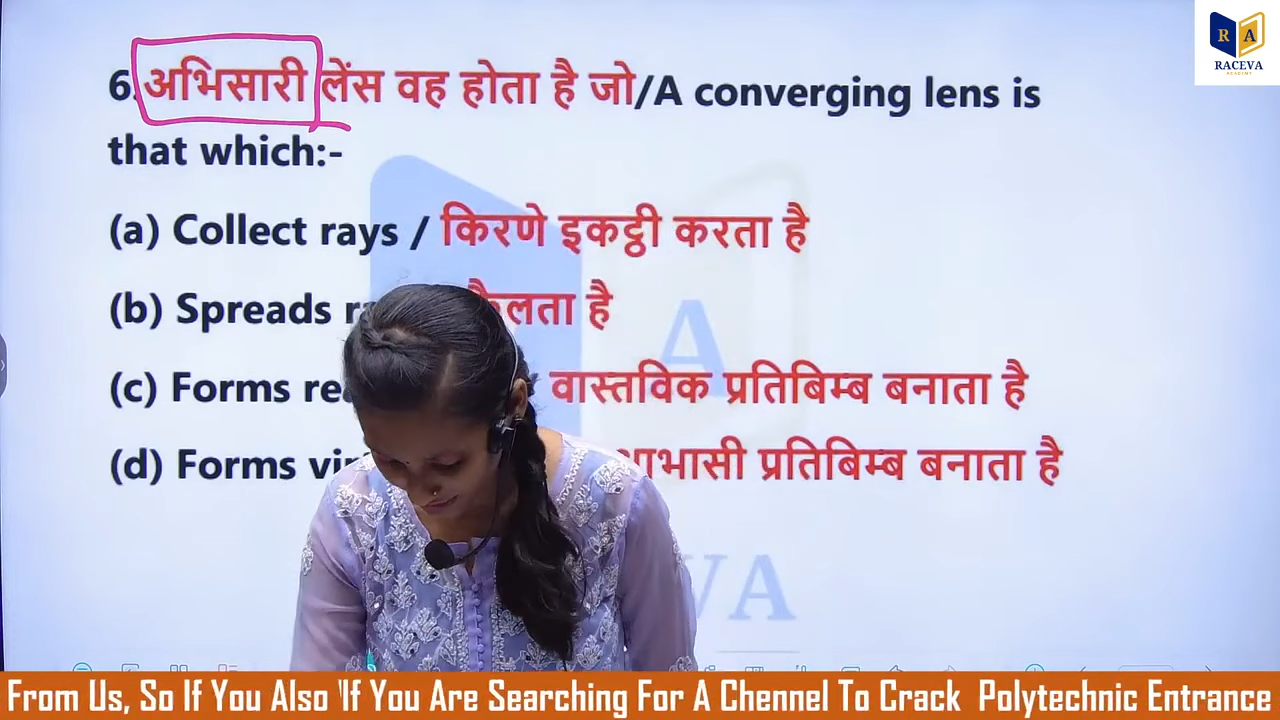 R A
RACEVA
ACADEMY
6. अभिसारी लेंस वह होता है जो/A converging lens is
that which:-
(a) Collect rays / किरणे इकट्ठी करता है
(b) Spreads फैलता है
(c) Forms वास्तविक प्रतिबिम्ब बनाता है
(d) Forms आभासी प्रतिबिम्ब बनाता है
A
VA
From Us, So If You Also 'If You Are Searching For A Chennel To Crack Polytechnic Entrance